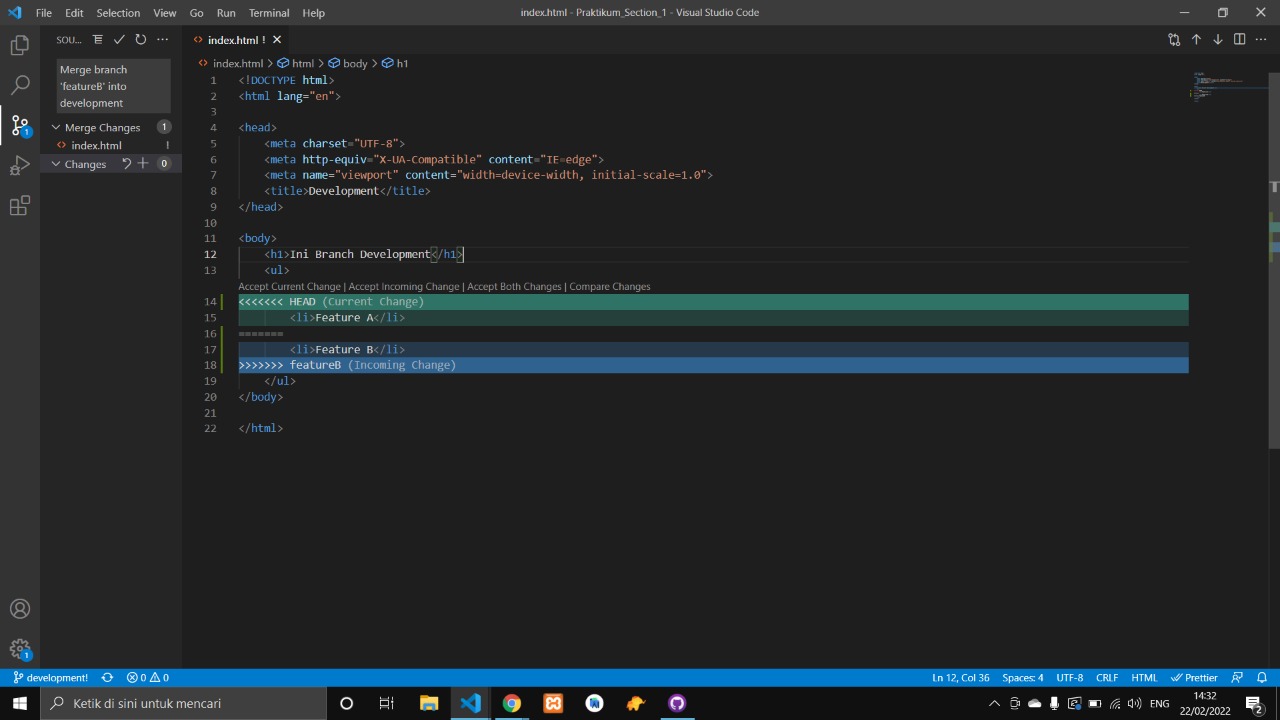 File Edit Selection View Go Run Terminal Help
index.html - Praktikum_Section_1 - Visual Studio Code
SOU...
Merge branch
'featureB' into
development
Merge Changes 1
index.html !
Changes 0
index.html !
index.html > html > body > h1
1 <!DOCTYPE html>
2 <html lang="en">
3
4 <head>
5 <meta charset="UTF-8">
6 <meta http-equiv="X-UA-Compatible" content="IE=edge">
7 <meta name="viewport" content="width=device-width, initial-scale=1.0">
8 <title>Development</title>
9 </head>
10
11 <body>
12 <h1>Ini Branch Development</h1>
13 <ul>
Accept Current Change | Accept Incoming Change | Accept Both Changes | Compare Changes
14 <<<<<<< HEAD (Current Change)
15 <li>Feature A</li>
16 =======
17 <li>Feature B</li>
18 >>>>>>> featureB (Incoming Change)
19 </ul>
20 </body>
21
22 </html>
1
1
development! 0 0
Ln 12, Col 36 Spaces: 4 UTF-8 CRLF HTML Prettier
Ketik di sini untuk mencari
ENG
14:32
22/02/2022
2